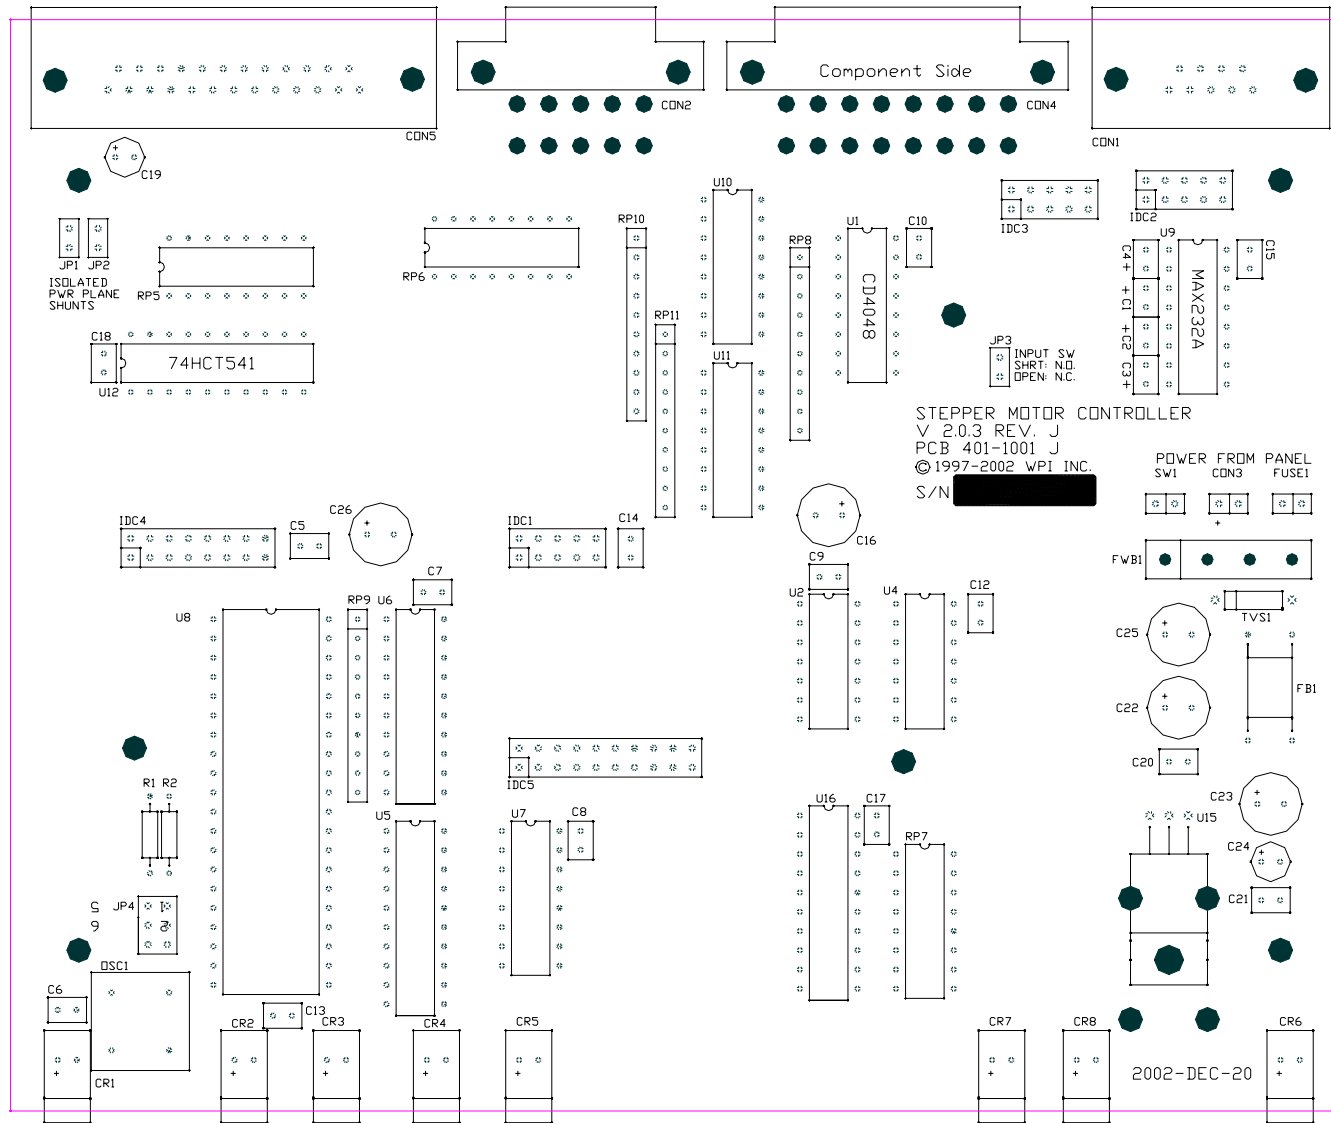 Component Side
CON5
CON2
CON4
CON1
C19
U10
IDC2
IDC3
RP10
U1
C10
U9
JP1 JP2
ISOLATED
PWR PLANE
SHUNTS
RP5
RP6
RP8
CD4048
C4+
+C1
+C2
C3+
MAX232A
C15
RP11
C18
74HCT541
U12
U11
JP3
INPUT SW
SHRT: N.O.
OPEN: N.C.
STEPPER MOTOR CONTROLLER
V 2.0.3 REV. J
PCB 401-1001 J
©1997-2002 WPI INC.
S/N
POWER FROM PANEL
SW1 CON3 FUSE1
IDC4
C5
C26
IDC1
C14
C16
FWB1
C7
C9
U8
RP9
U6
U2
U4
C12
TVS1
C25
FB1
C22
IDC5
C20
R1 R2
C23
U5
U7
C8
U16
C17
RP7
U15
C24
C21
JP4
5
6
1
2
OSC1
C6
C13
CR1
CR2
CR3
CR4
CR5
CR7
CR8
CR6
2002-DEC-20